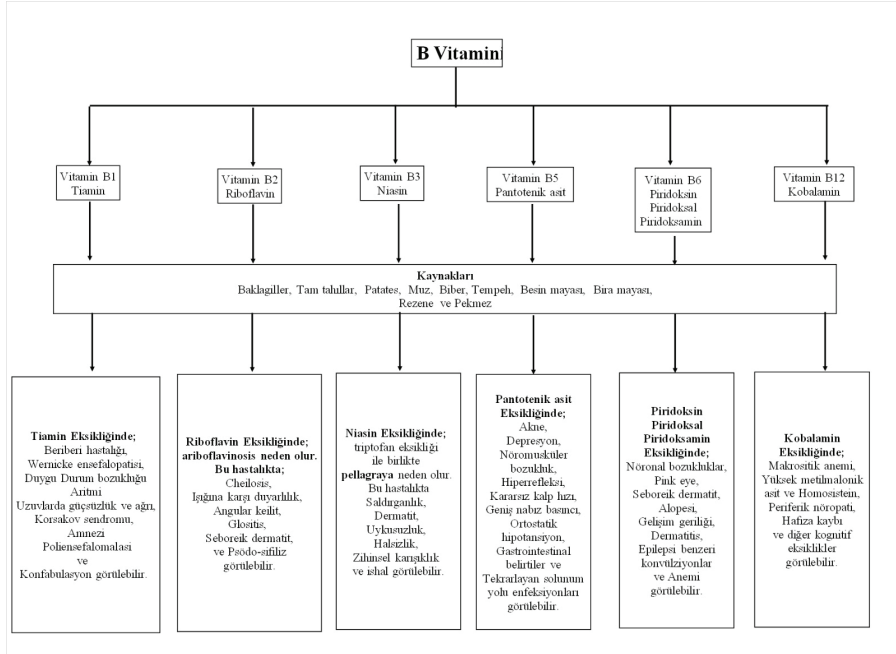 B Vitamini
Vitamin B1
Tiamin
Vitamin B2
Riboflavin
Vitamin B3
Niasin
Vitamin B5
Pantotenik asit
Vitamin B6
Piridoksin
Piridoksal
Piridoksamin
Vitamin B12
Kobalamin
Kaynakları
Baklagiller, Tam tahıllar, Patates, Muz, Biber, Tempeh, Besin mayası, Bira mayası,
Rezene ve Pekmez
Tiamin Eksikliğinde;
Beriberi hastalığı,
Wernicke ensefalopatisi,
Duygu Durum bozukluğu
Aritmi
Uzuvlarda güçsüzlük ve ağrı,
Korsakov sendromu,
Amnezi
Poliensefalomalasi
ve
Konfabulasyon görülebilir.
Riboflavin Eksikliğinde;
ariboflavinosis neden olur.
Bu hastalıkta;
Cheilosis,
Işığına karşı duyarlılık,
Angular keilit,
Glositis,
Seboreik dermatit,
ve Psödo-sifiliz
görülebilir.
Niasin Eksikliğinde;
triptofan eksikliği
ile birlikte
pellagraya neden olur.
Bu hastalıkta
Saldırganlık,
Dermatit,
Uykusuzluk,
Halsizlik,
Zihinsel karışıklık
ve ishal görülebilir.
Pantotenik asit
Eksikliğinde;
Akne,
Depresyon,
Nöromusküler
bozukluk,
Hiperrefleksi,
Kararsız kalp hızı,
Geniş nabız basıncı,
Ortostatik
hipotansiyon,
Gastrointestinal
belirtiler ve
Tekrarlayan solunum
yolu enfeksiyonları
görülebilir.
Piridoksin
Piridoksal
Piridoksamin
Eksikliğinde;
Nöronal bozukluklar,
Pink eye,
Seboreik dermatit,
Alopesi,
Gelişim geriliği,
Dermatitis,
Epilepsi benzeri
konvülziyonlar
ve Anemi
görülebilir.
Kobalamin
Eksikliğinde;
Makrositik anemi,
Yüksek metilmalonik
asit ve Homosistein,
Periferik nöropati,
Hafıza kaybı
ve diğer kognitif
eksiklikler
görülebilir.